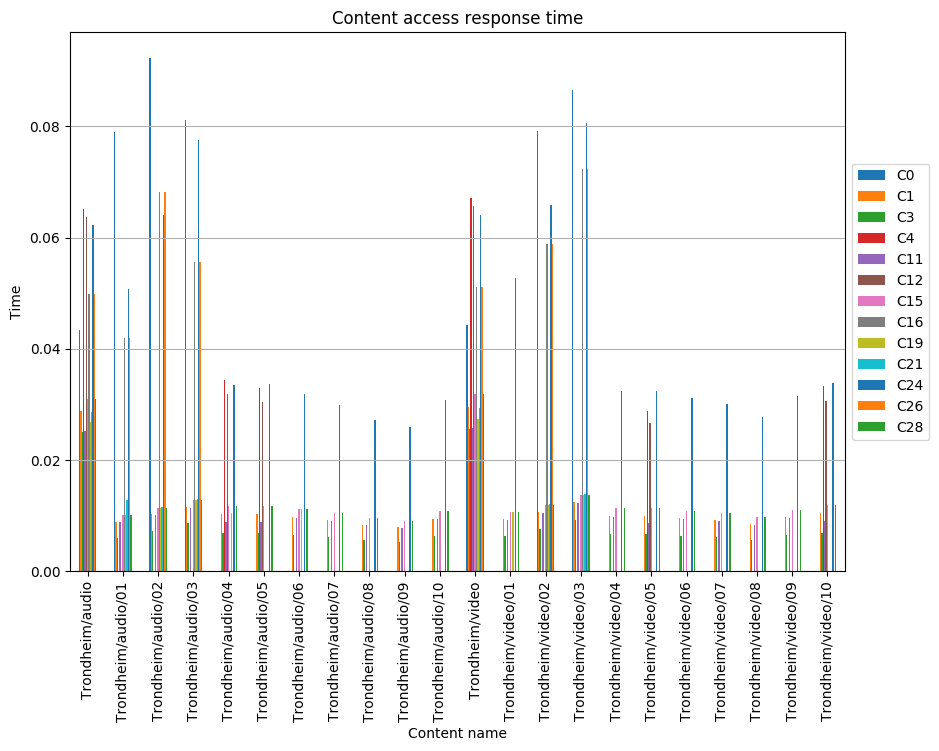 Content access response time
Time
0.08
0.06
0.04
0.02
0.00
C0
C1
C3
C4
C11
C12
C15
C16
C19
C21
C24
C26
C28
Trondheim/audio
Trondheim/audio/01
Trondheim/audio/02
Trondheim/audio/03
Trondheim/audio/04
Trondheim/audio/05
Trondheim/audio/06
Trondheim/audio/07
Trondheim/audio/08
Trondheim/audio/09
Trondheim/audio/10
Trondheim/video
Trondheim/video/01
Trondheim/video/02
Trondheim/video/03
Trondheim/video/04
Trondheim/video/05
Trondheim/video/06
Trondheim/video/07
Trondheim/video/08
Trondheim/video/09
Trondheim/video/10
Content name